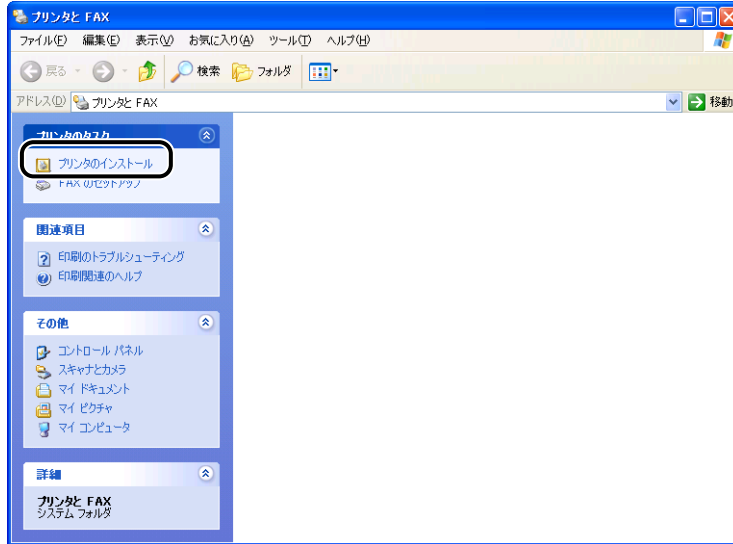 プリンタと FAX
ファイル(F) 編集(E) 表示(V) お気に入り(A) ツール(T) ヘルプ(H)
戻る 検索 フォルダ
アドレス(D) プリンタと FAX 移動
プリンタのタスク
プリンタのインストール
FAX のセットアップ
関連項目
印刷のトラブルシューティング
印刷関連のヘルプ
その他
コントロール パネル
スキャナとカメラ
マイ ドキュメント
マイ ピクチャ
マイ コンピュータ
詳細
プリンタと FAX
システム フォルダ